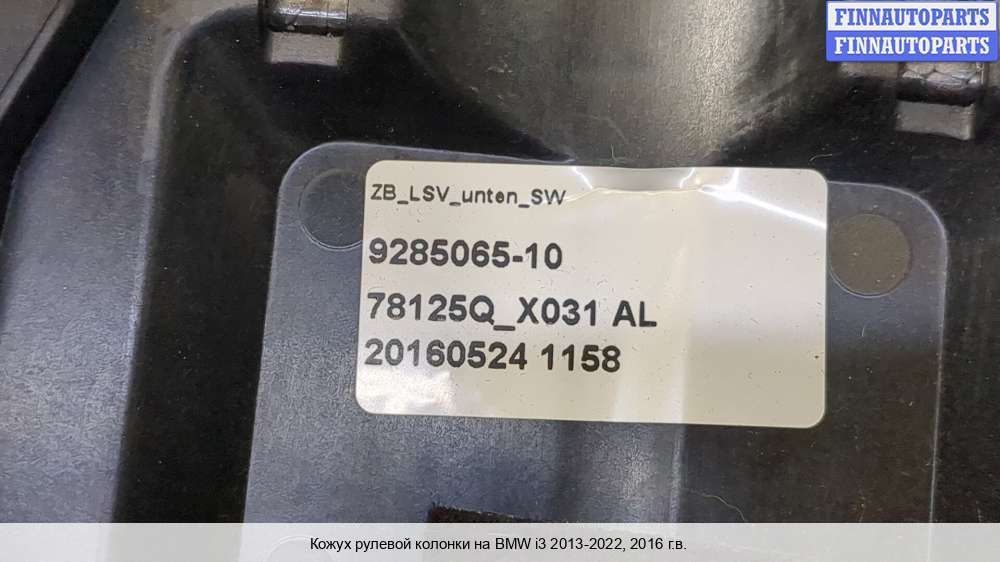 FINNAUTOPARTS
FINNAUTOPARTS
ZB_LSV_unten_SW
9285065-10
78125Q_X031 AL
20160524 1158
Кожух рулевой колонки на BMW i3 2013-2022, 2016 г.в.